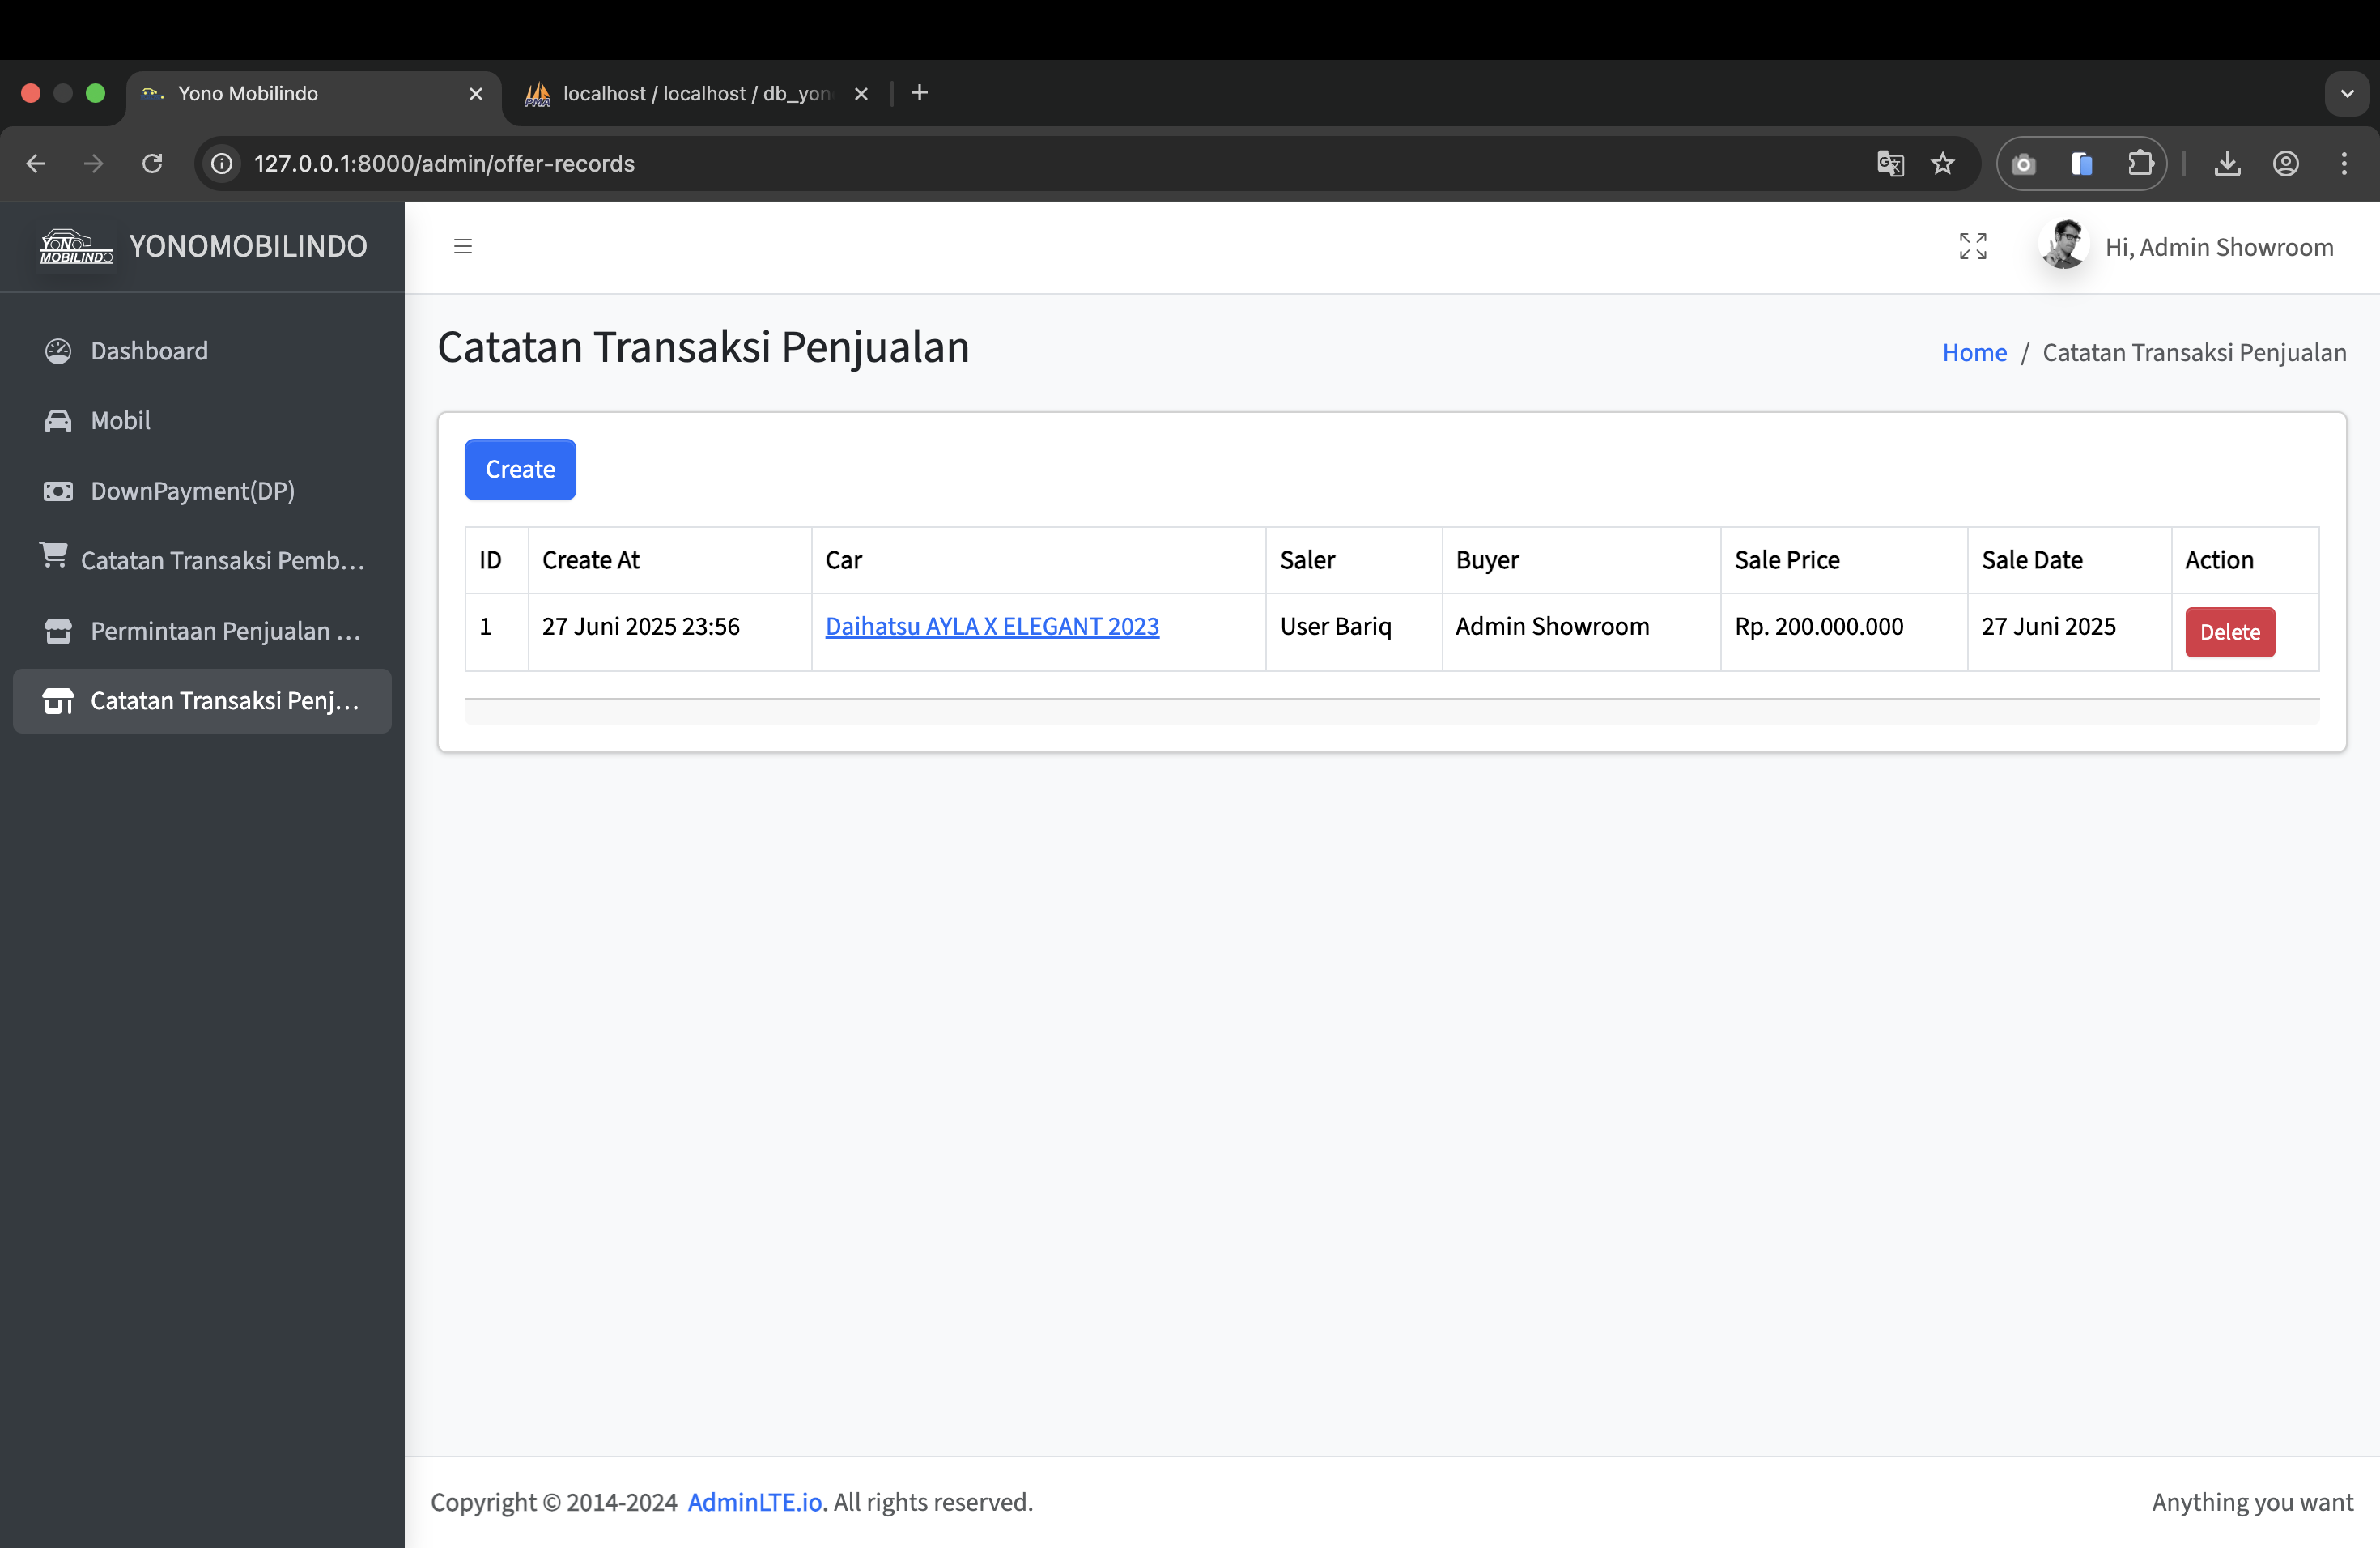 Yono Mobilindo
localhost / localhost / db_yon
127.0.0.1:8000/admin/offer-records
YONO
MOBILINDO
YONOMOBILINDO
Hi, Admin Showroom
Dashboard
Mobil
DownPayment(DP)
Catatan Transaksi Pemb...
Permintaan Penjualan ...
Catatan Transaksi Penj...
Catatan Transaksi Penjualan
Home / Catatan Transaksi Penjualan
Create
ID Create At Car Saler Buyer Sale Price Sale Date Action
1 27 Juni 2025 23:56 Daihatsu AYLA X ELEGANT 2023 User Bariq Admin Showroom Rp. 200.000.000 27 Juni 2025 Delete
Copyright © 2014-2024 AdminLTE.io. All rights reserved.
Anything you want